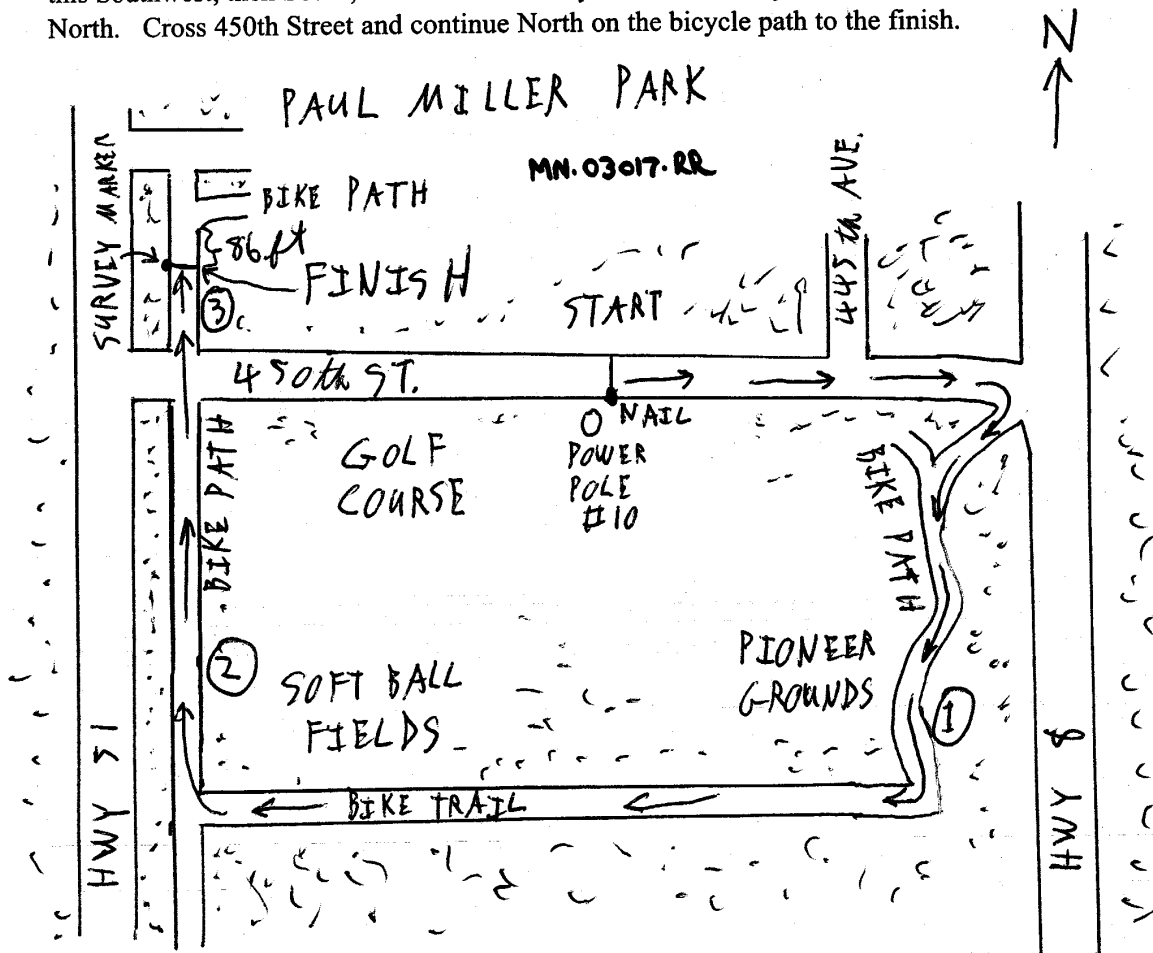 North. Cross 450th Street and continue North on the bicycle path to the finish.
N
PAUL MILLER PARK
MN. 03017. RR
SURVEY MARKER
BIKE PATH
86 ft
FINISH
3
START
445th AVE.
450th ST.
NAIL
POWER
POLE
#10
GOLF
COURSE
BIKE PATH
BIKE PATH
2
SOFT BALL
FIELDS
PIONEER
GROUNDS
1
BIKE TRAIL
HWY 51
HWY 8